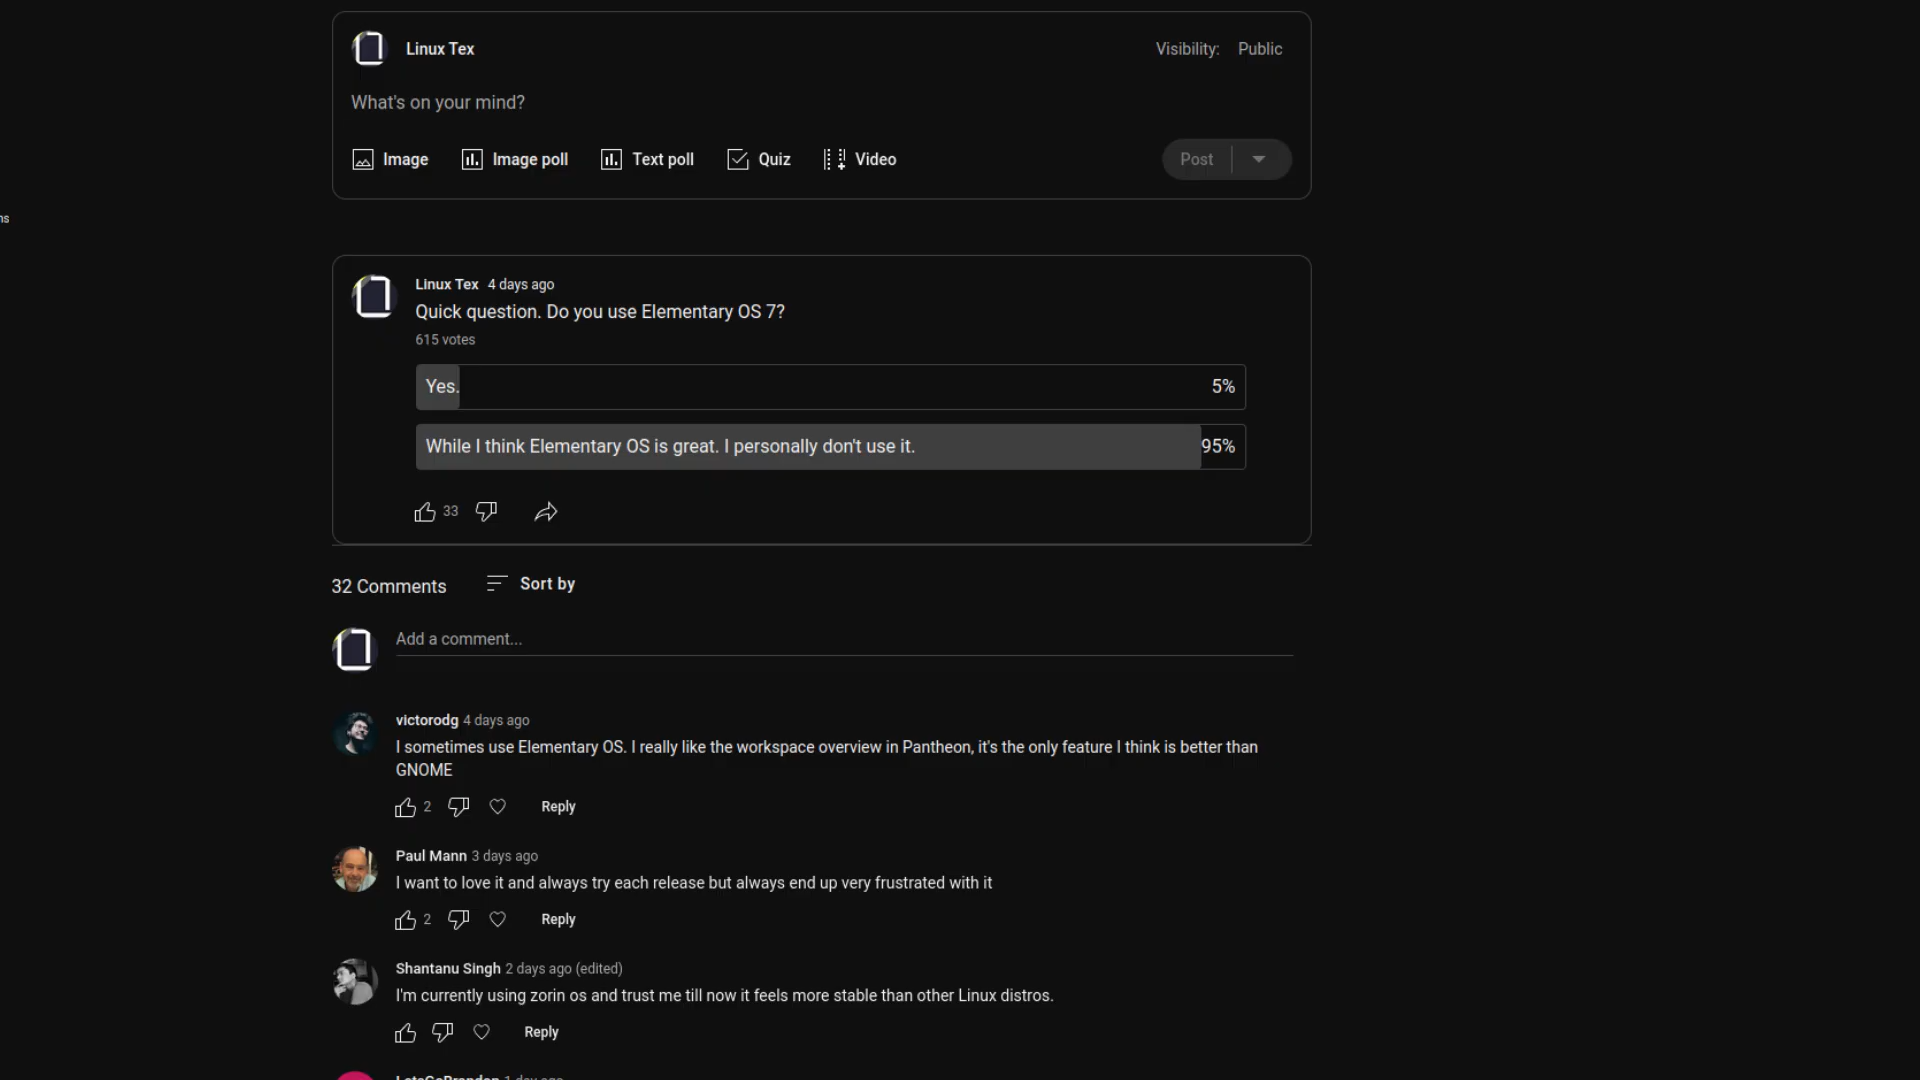 Linux Tex
Visibility: Public
What's on your mind?
Image Image poll Text poll Quiz Video
Post
ns
Linux Tex 4 days ago
Quick question. Do you use Elementary OS 7?
615 votes
Yes. 5%
While I think Elementary OS is great. I personally don't use it. 95%
33
32 Comments Sort by
Add a comment...
victorodg 4 days ago
I sometimes use Elementary OS. I really like the workspace overview in Pantheon, it's the only feature I think is better than
GNOME
2 Reply
Paul Mann 3 days ago
I want to love it and always try each release but always end up very frustrated with it
2 Reply
Shantanu Singh 2 days ago (edited)
I'm currently using zorin os and trust me till now it feels more stable than other Linux distros.
Reply
1 day ago